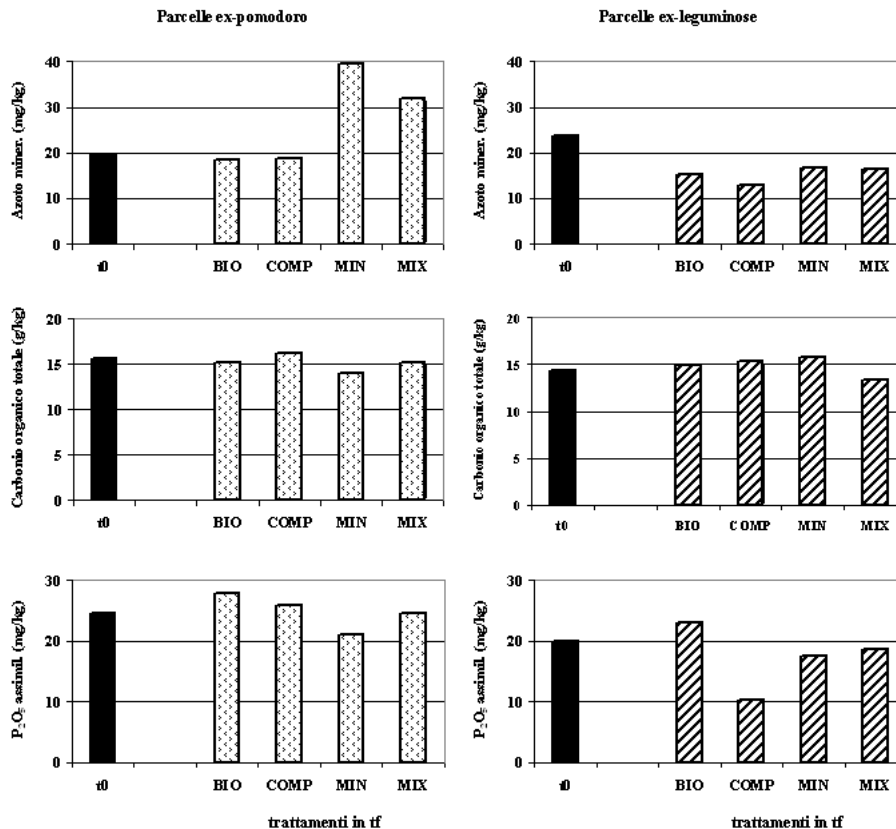 Parcelle ex-pomodoro
Azoto miner. (mg/kg)
40
30
20
10
0
t0 BIO COMP MIN MIX
Carbonio organico totale (g/kg)
20
15
10
5
0
t0 BIO COMP MIN MIX
P₂O₅ assimil. (mg/kg)
30
20
10
0
t0 BIO COMP MIN MIX
trattamenti in tf
Parcelle ex-leguminose
Azoto miner. (mg/kg)
40
30
20
10
0
t0 BIO COMP MIN MIX
Carbonio organico totale (g/kg)
20
15
10
5
0
t0 BIO COMP MIN MIX
P₂O₅ assimil. (mg/kg)
30
20
10
0
t0 BIO COMP MIN MIX
trattamenti in tf